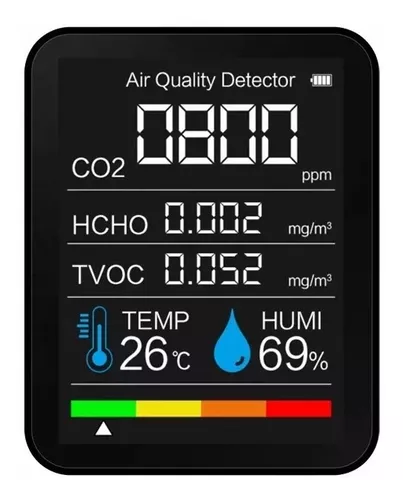 Air Quality Detector
CO2 0800 ppm
HCHO 0.002 mg/m³
TVOC 0.052 mg/m³
TEMP HUMI
26℃ 69%